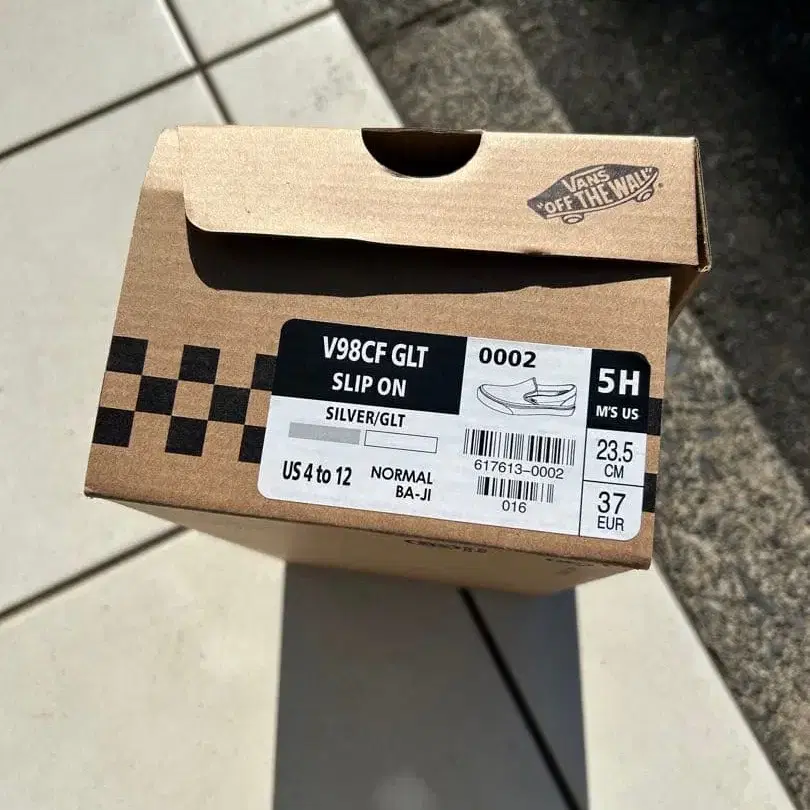 VANS
"OFF THE WALL"
V98CF GLT
SLIP ON
0002
5H
M'S US
SILVER/GLT
US 4 to 12
NORMAL
BA-JI
617613-0002
016
23.5
CM
37
EUR